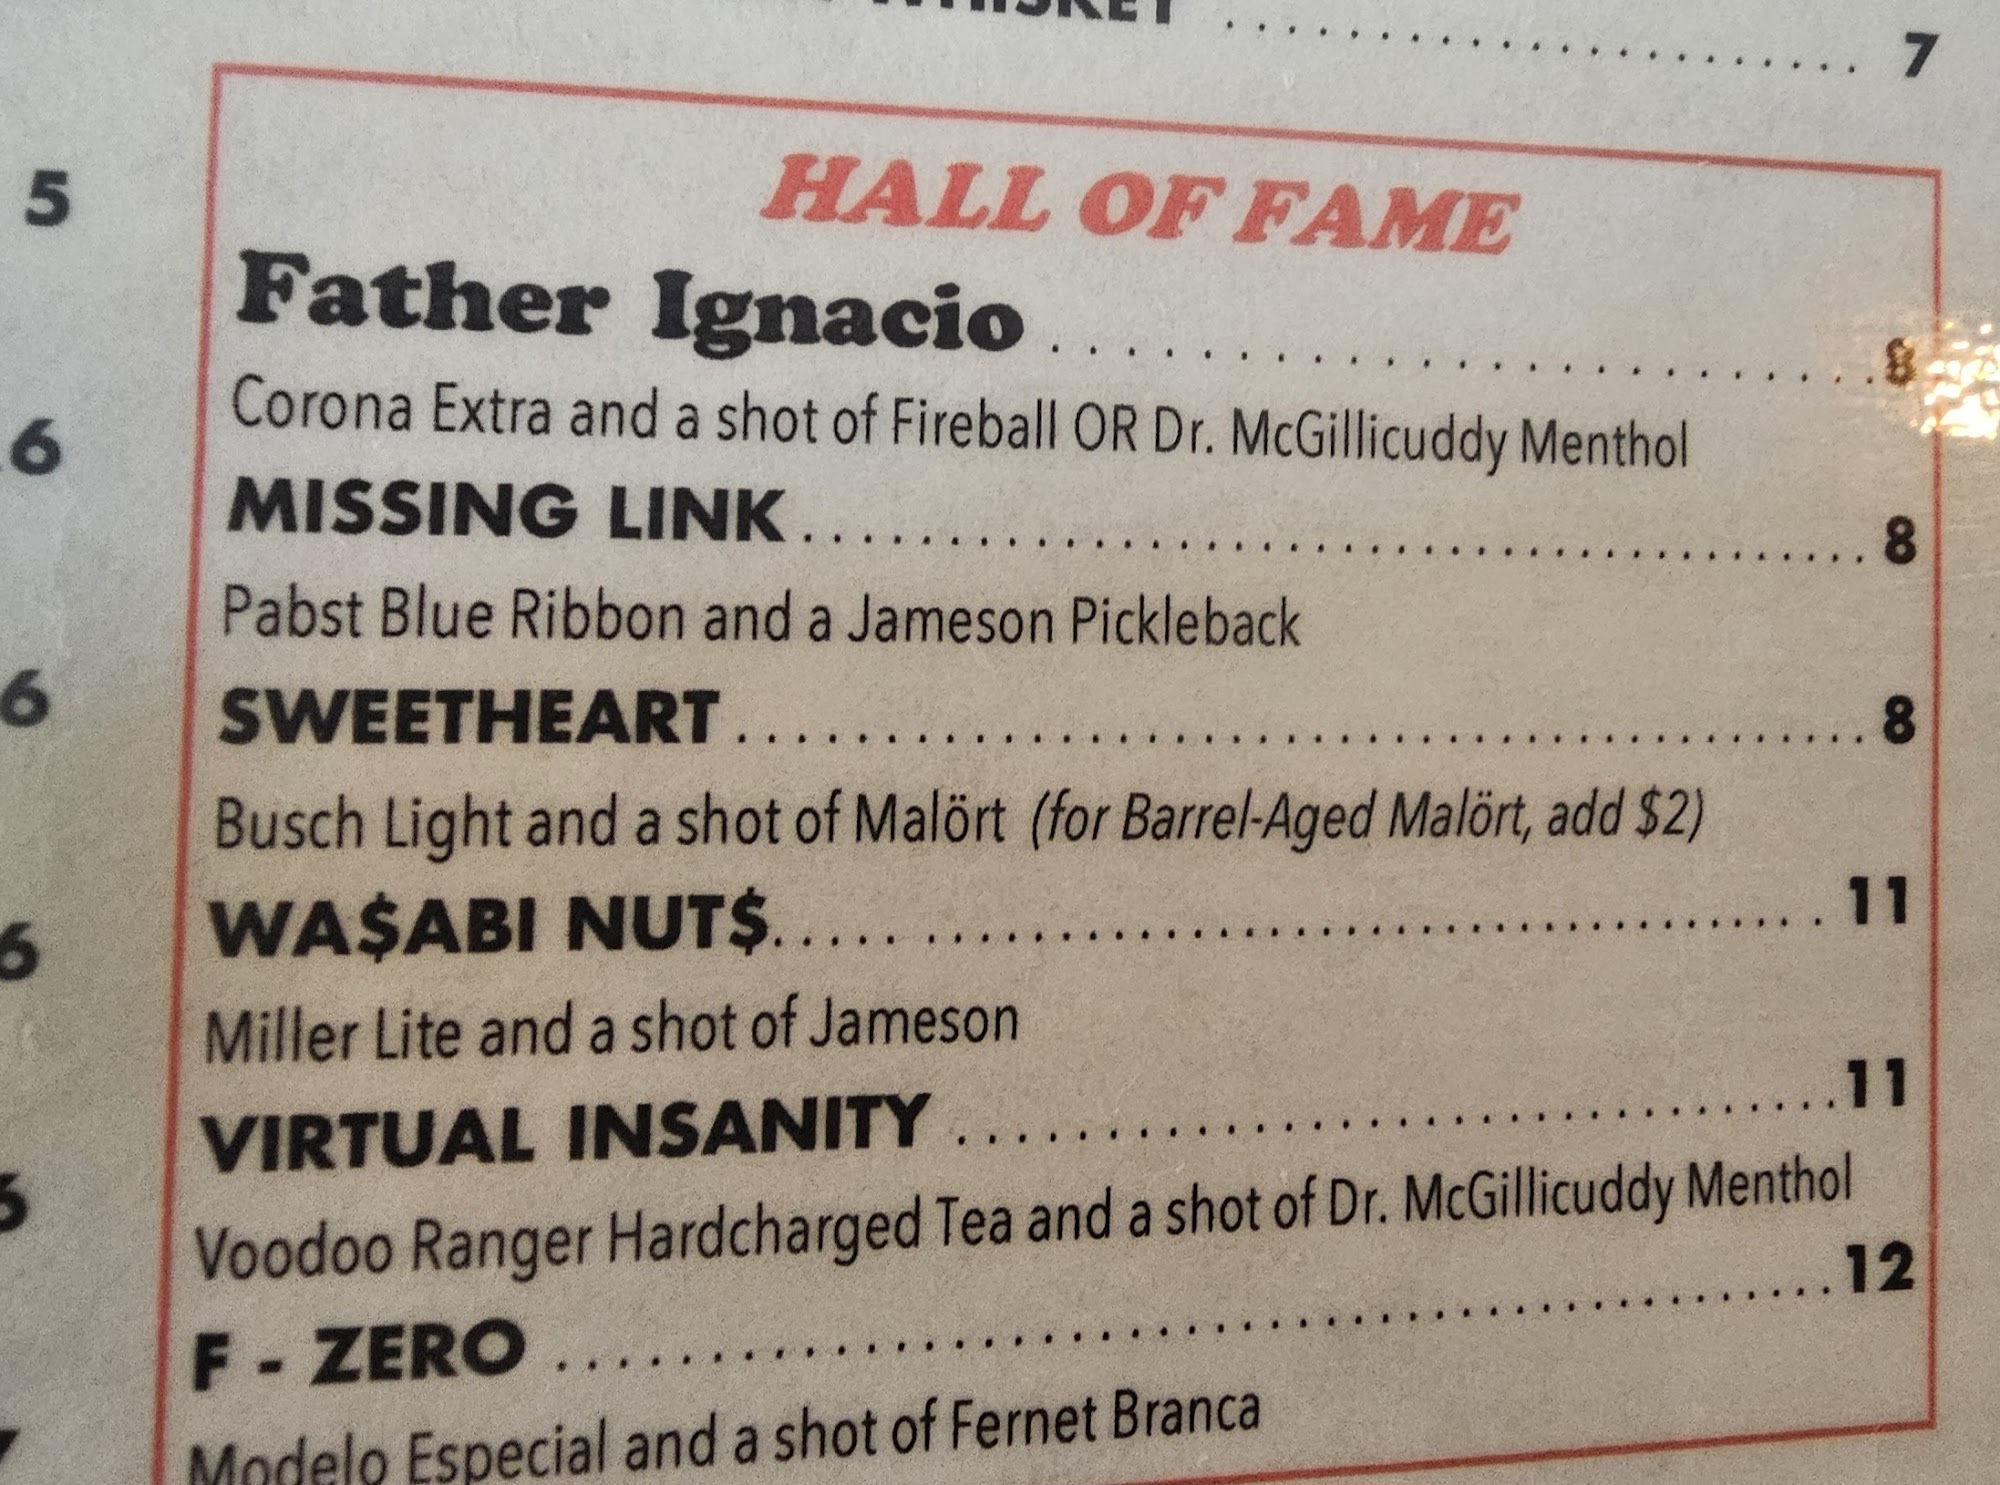 WHISKEY ........................ 7
HALL OF FAME
5
Father Ignacio ....................... 8
Corona Extra and a shot of Fireball OR Dr. McGillicuddy Menthol
6
MISSING LINK ..................................... 8
Pabst Blue Ribbon and a Jameson Pickleback
6
SWEETHEART ....................................... 8
Busch Light and a shot of Malört (for Barrel-Aged Malört, add $2)
6
WA$ABI NUT$..... ............................... 11
Miller Lite and a shot of Jameson
VIRTUAL INSANITY ..............................11
Voodoo Ranger Hardcharged Tea and a shot of Dr. McGillicuddy Menthol
F - ZERO ...........................................12
Modelo Especial and a shot of Fernet Branca